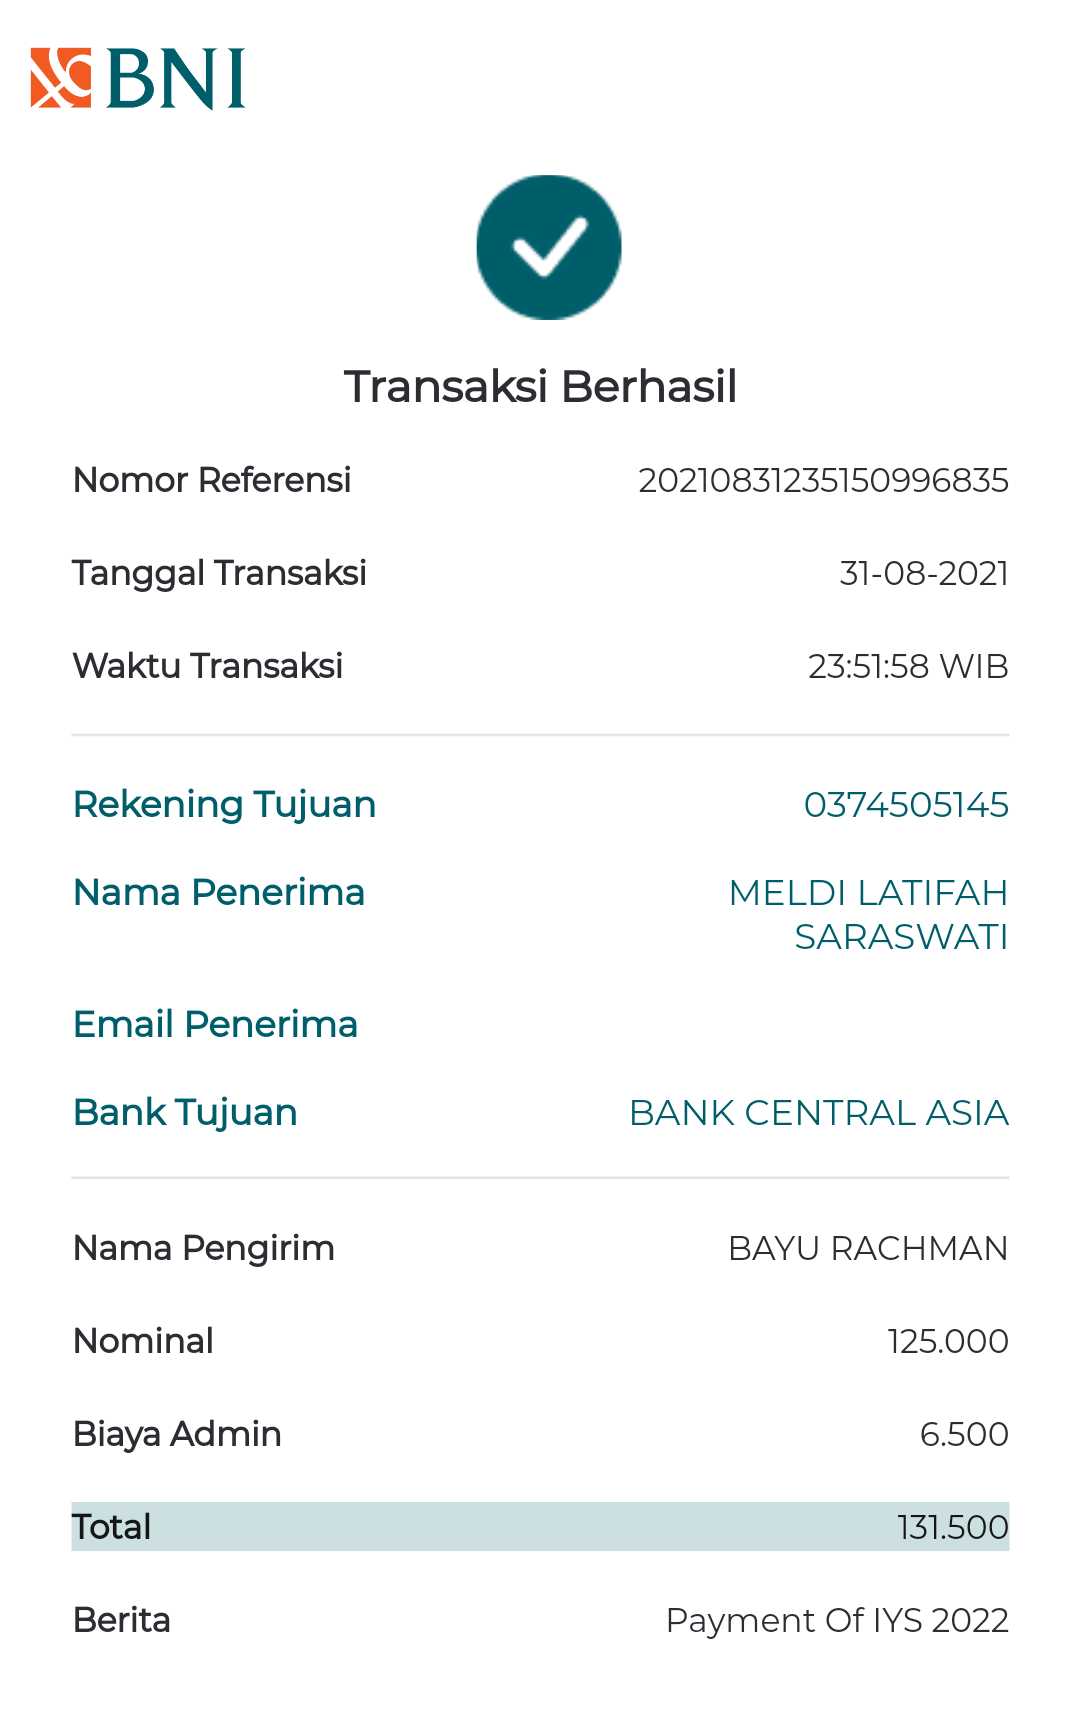 BNI
Transaksi Berhasil
Nomor Referensi 20210831235150996835
Tanggal Transaksi 31-08-2021
Waktu Transaksi 23:51:58 WIB
Rekening Tujuan 0374505145
Nama Penerima MELDI LATIFAH
SARASWATI
Email Penerima
Bank Tujuan BANK CENTRAL ASIA
Nama Pengirim BAYU RACHMAN
Nominal 125.000
Biaya Admin 6.500
Total 131.500
Berita Payment Of IYS 2022